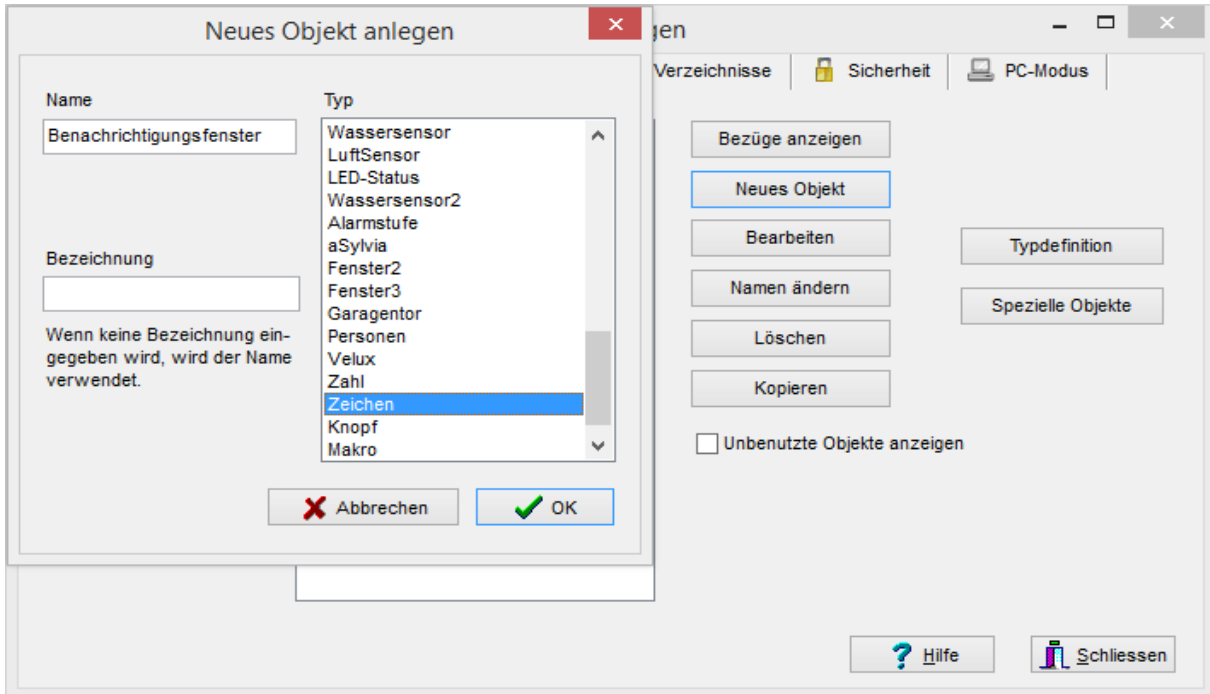 Neues Objekt anlegen
gen
Verzeichnisse
Sicherheit
PC-Modus
Name
Typ
Benachrichtigungsfenster
Wassersensor
LuftSensor
LED-Status
Wassersensor2
Alarmstufe
aSylvia
Fenster2
Fenster3
Garagentor
Personen
Velux
Zahl
Zeichen
Knopf
Makro
Bezeichnung
Wenn keine Bezeichnung ein-
gegeben wird, wird der Name
verwendet.
Abbrechen
OK
Bezüge anzeigen
Neues Objekt
Bearbeiten
Namen ändern
Löschen
Kopieren
Unbenutzte Objekte anzeigen
Typdefinition
Spezielle Objekte
Hilfe
Schliessen